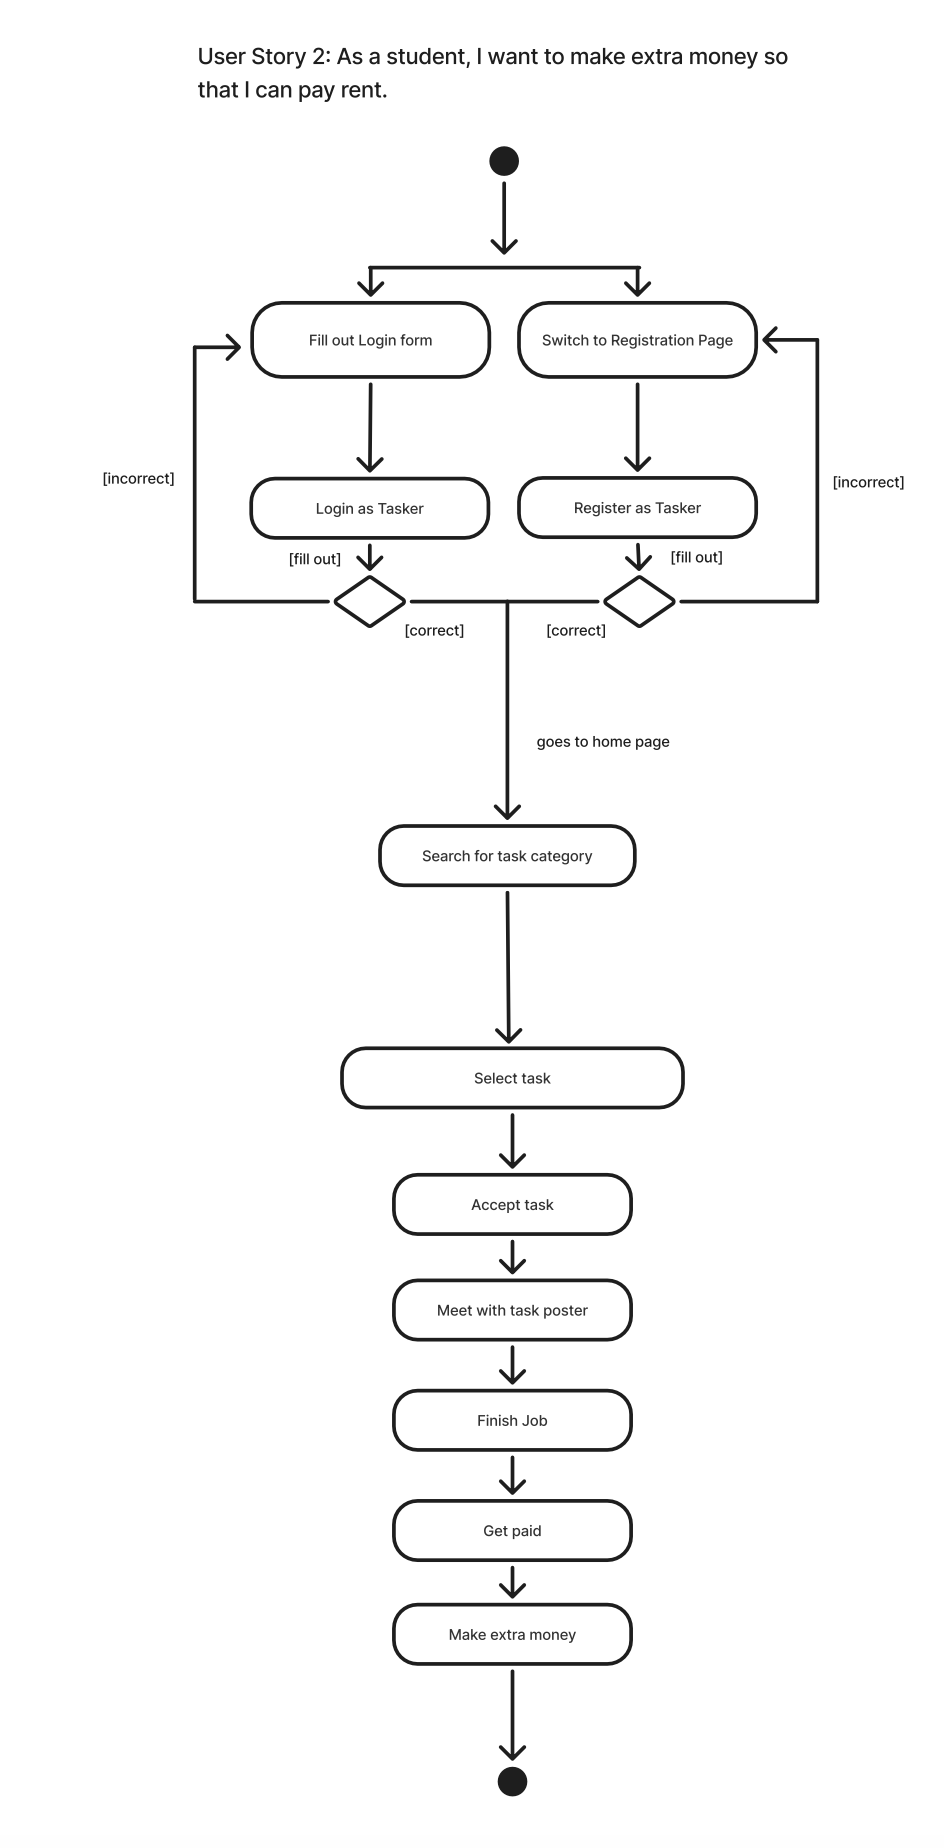 User Story 2: As a student, I want to make extra money so
that I can pay rent.
Fill out Login form
Switch to Registration Page
[incorrect]
[incorrect]
Login as Tasker
Register as Tasker
[fill out]
[fill out]
[correct]
[correct]
goes to home page
Search for task category
Select task
Accept task
Meet with task poster
Finish Job
Get paid
Make extra money